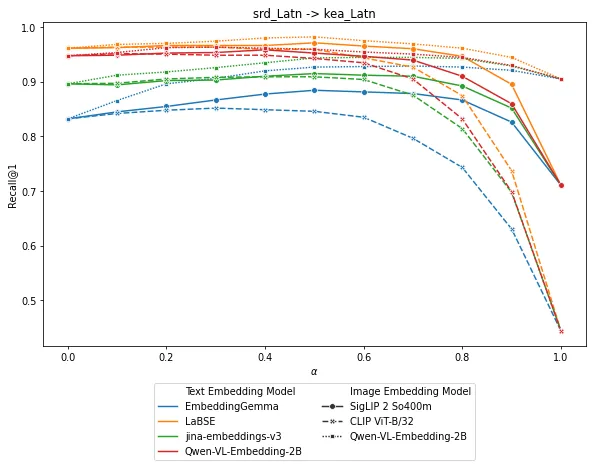 srd_Latn -> kea_Latn
Recall@1
1.0
0.9
0.8
0.7
0.6
0.5
0.0 0.2 0.4 0.6 0.8 1.0
α
Text Embedding Model Image Embedding Model
EmbeddingGemma SigLIP 2 So400m
LaBSE CLIP ViT-B/32
jina-embeddings-v3 Qwen-VL-Embedding-2B
Qwen-VL-Embedding-2B